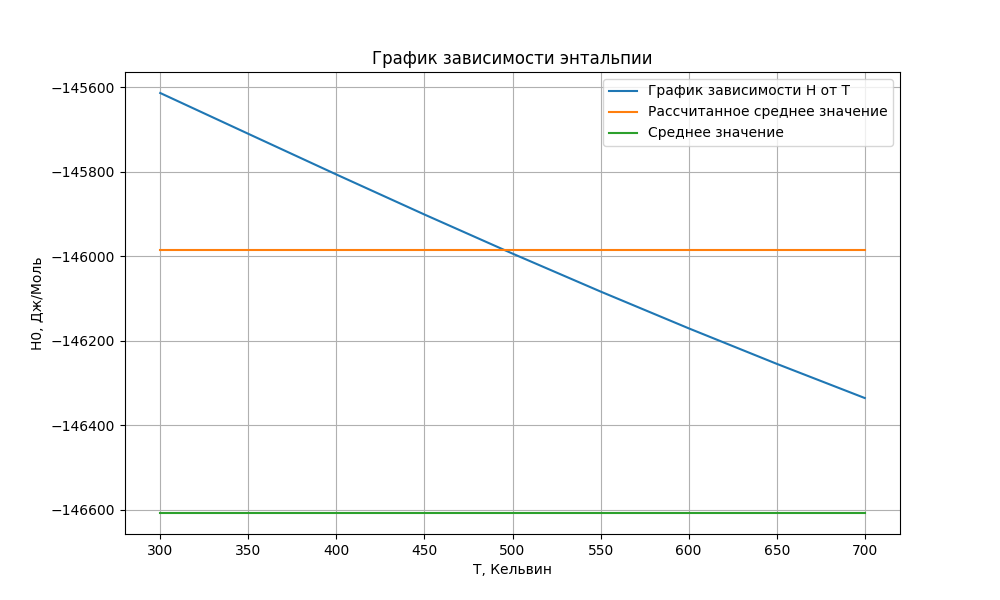 График зависимости энтальпии
График зависимости H от T
Рассчитанное среднее значение
Среднее значение
−145600
−145800
−146000
−146200
−146400
−146600
H0, Дж/Моль
300 350 400 450 500 550 600 650 700
T, Кельвин